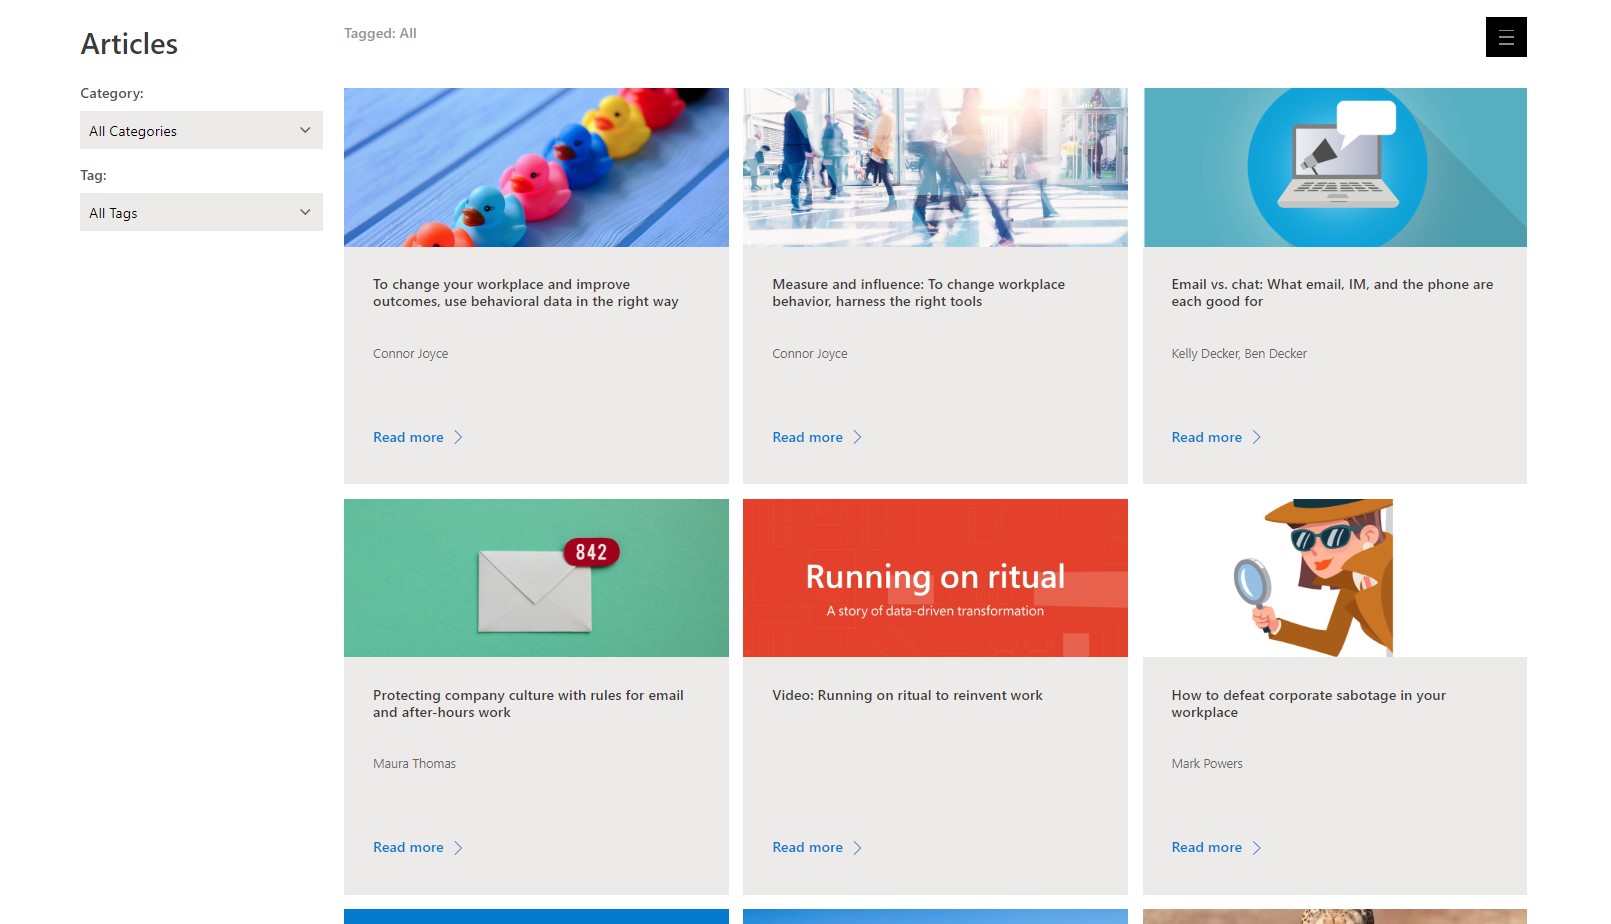 Articles
Tagged: All
Category:
All Categories
Tag:
All Tags
To change your workplace and improve
outcomes, use behavioral data in the right way
Connor Joyce
Read more
Measure and influence: To change workplace
behavior, harness the right tools
Connor Joyce
Read more
Email vs. chat: What email, IM, and the phone are
each good for
Kelly Decker, Ben Decker
Read more
842
Protecting company culture with rules for email
and after-hours work
Maura Thomas
Read more
Running on ritual
A story of data-driven transformation
Video: Running on ritual to reinvent work
Read more
How to defeat corporate sabotage in your
workplace
Mark Powers
Read more